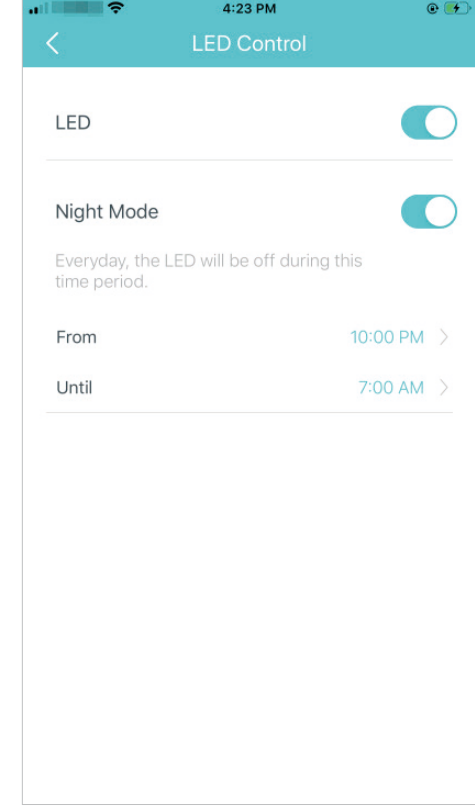 4:23 PM
LED Control
LED
Night Mode
Everyday, the LED will be off during this
time period.
From 10:00 PM
Until 7:00 AM